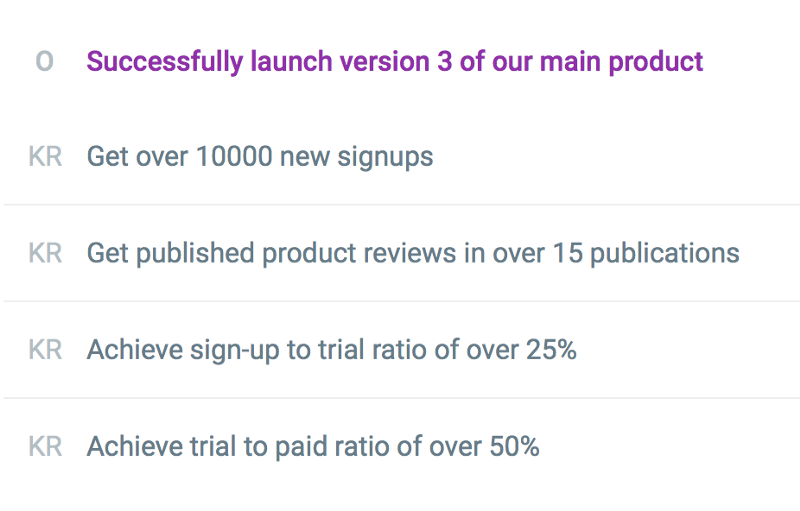 O Successfully launch version 3 of our main product
KR Get over 10000 new signups
KR Get published product reviews in over 15 publications
KR Achieve sign-up to trial ratio of over 25%
KR Achieve trial to paid ratio of over 50%